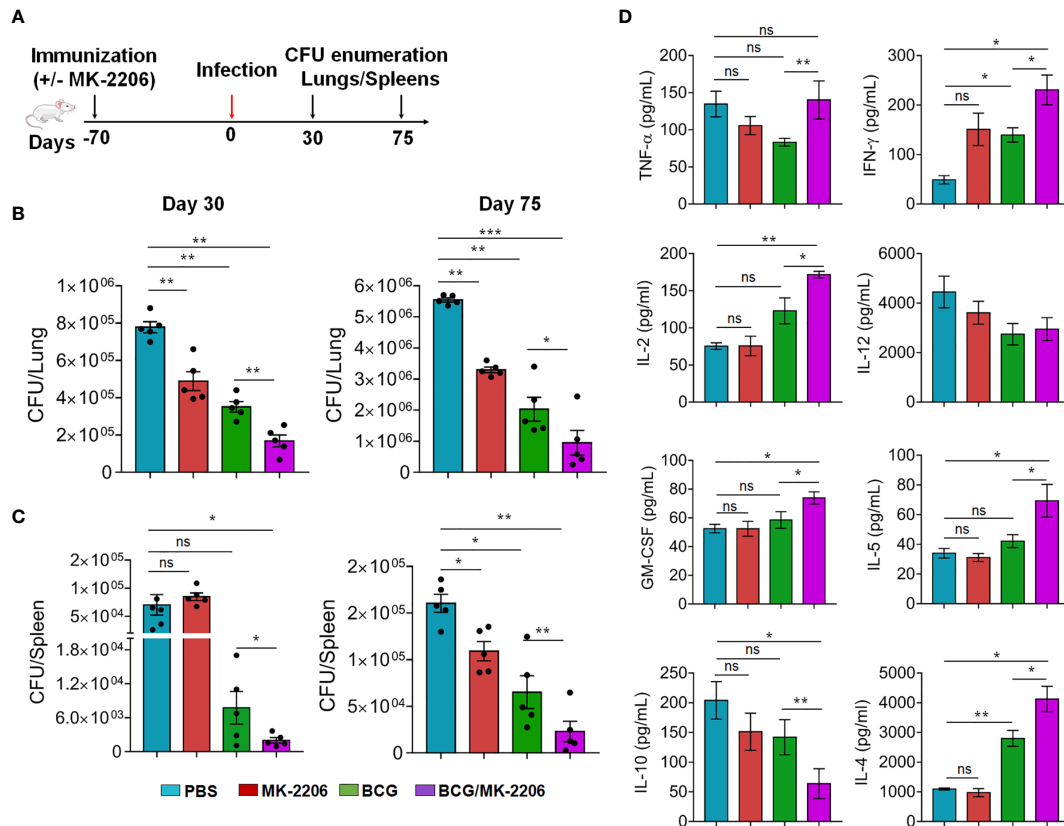 A
Immunization
(+/- MK-2206)
Infection
CFU enumeration
Lungs/Spleens
Days
-70
0
30
75
B
Day 30
Day 75
CFU/Lung
1×10⁰⁶
8×10⁰⁵
6×10⁰⁵
4×10⁰⁵
2×10⁰⁵
0
**
**
**
**
CFU/Lung
6×10⁰⁶
5×10⁰⁶
4×10⁰⁶
3×10⁰⁶
2×10⁰⁶
1×10⁰⁶
0
***
**
**
*
C
CFU/Spleen
2×10⁰⁵
1×10⁰⁵
5×10⁰⁴
1.8×10⁰⁴
1.2×10⁰⁴
6.0×10⁰³
0
*
ns
ns
*
CFU/Spleen
2×10⁰⁵
2×10⁰⁵
1×10⁰⁵
5×10⁰⁴
0
**
*
*
**
PBS MK-2206 BCG BCG/MK-2206
D
TNF-α (pg/mL)
200
150
100
50
0
ns
ns
ns
**
IFN-γ (pg/mL)
300
200
100
0
*
*
ns
*
IL-2 (pg/ml)
200
150
100
50
0
**
ns
ns
*
IL-12 (pg/mL)
6000
4000
2000
0
GM-CSF (pg/mL)
100
80
60
40
20
0
*
ns
ns
*
IL-5 (pg/mL)
100
80
60
40
20
0
*
ns
ns
*
IL-10 (pg/mL)
250
200
150
100
50
0
*
ns
ns
**
IL-4 (pg/mL)
5000
4000
3000
2000
1000
0
*
**
ns
*